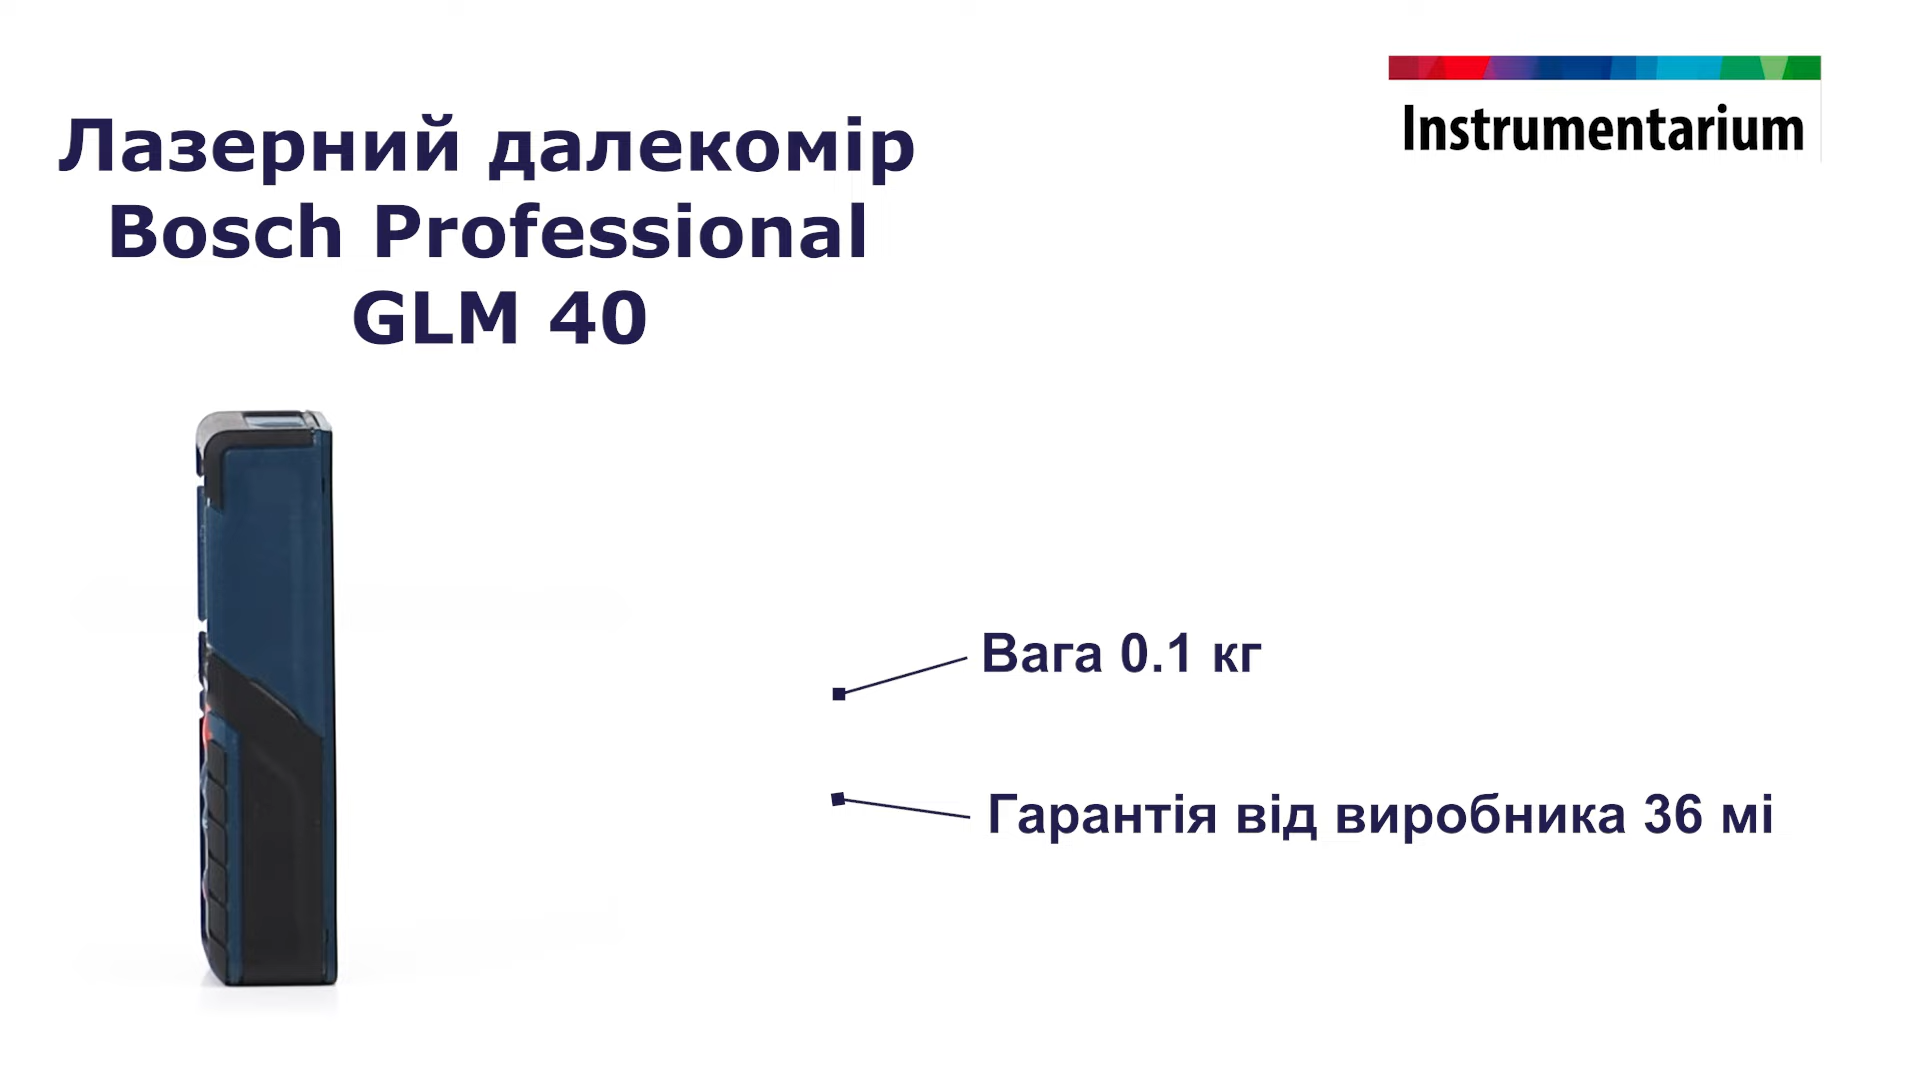 Instrumentarium
Лазерний далекомір
Bosch Professional
GLM 40
Вага 0.1 кг
Гарантія від виробника 36 мі